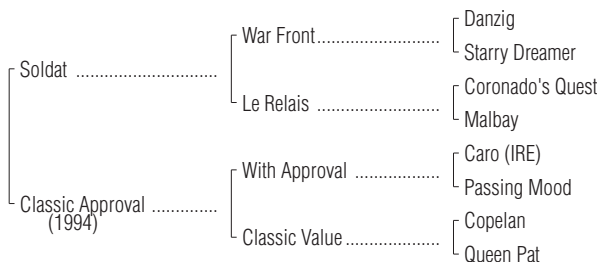 Danzig
War Front........................................
Starry Dreamer
Soldat ..............................
Coronado's Quest
Le Relais ........................................
Malbay
Caro (IRE)
With Approval ..........................
Passing Mood
Classic Approval ..............
(1994)
Copelan
Classic Value..............................
Queen Pat